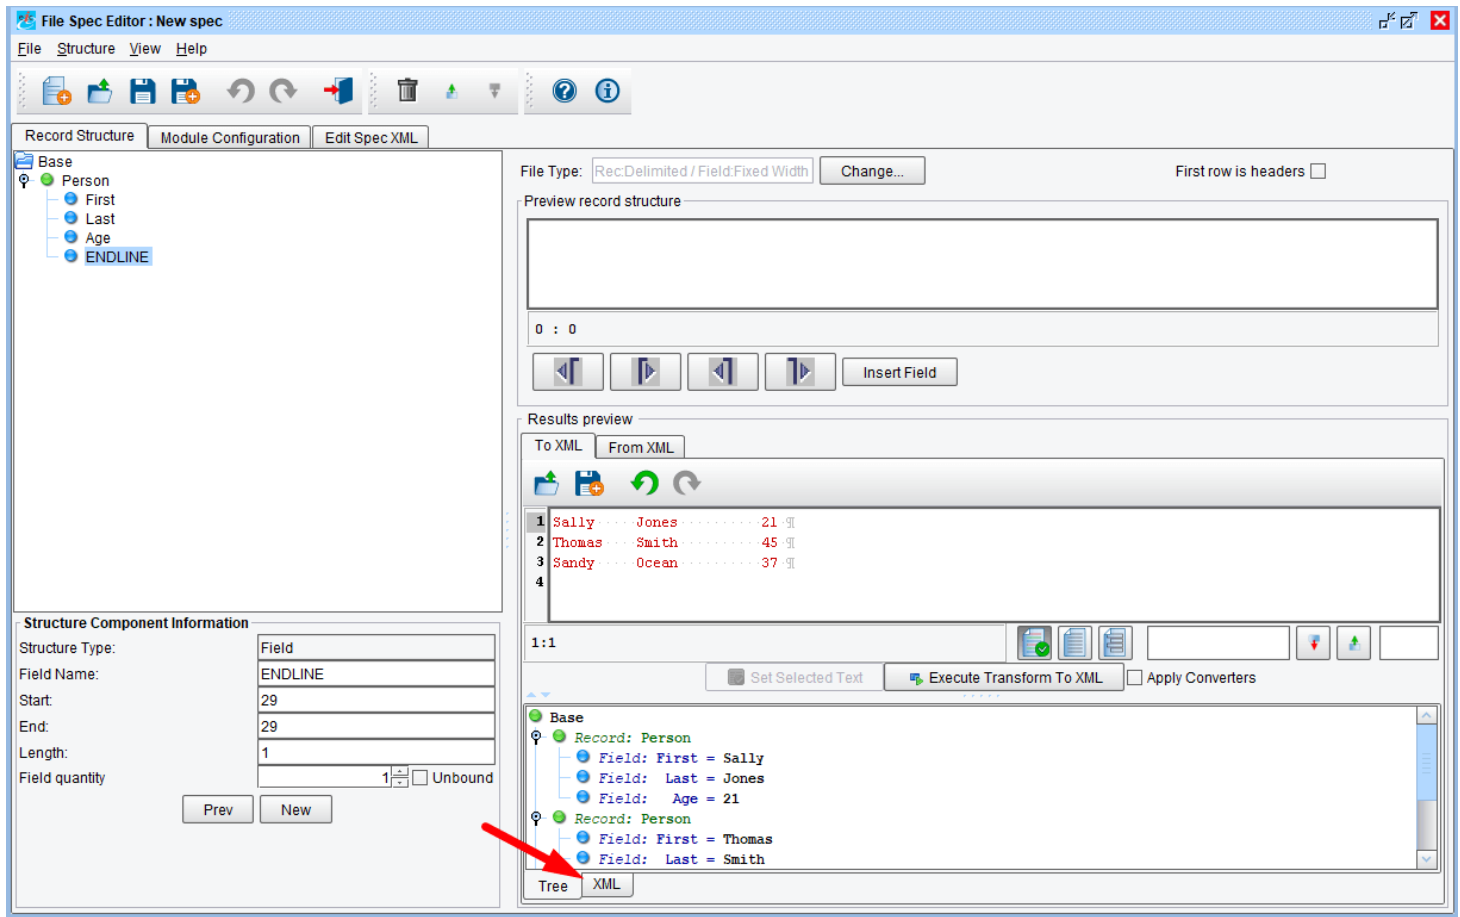 File Spec Editor : New spec
File Structure View Help
Record Structure Module Configuration Edit Spec XML
Base
Person
First
Last
Age
ENDLINE
Structure Component Information
Structure Type: Field
Field Name: ENDLINE
Start: 29
End: 29
Length: 1
Field quantity 1 Unbound
Prev New
File Type: Rec:Delimited / Field:Fixed Width Change... First row is headers
Preview record structure
0 : 0
Insert Field
Results preview
To XML From XML
1 Sally Jones 21 ¶
2 Thomas Smith 45 ¶
3 Sandy Ocean 37 ¶
4
1:1
Set Selected Text Execute Transform To XML Apply Converters
Base
Record: Person
Field: First = Sally
Field: Last = Jones
Field: Age = 21
Record: Person
Field: First = Thomas
Field: Last = Smith
Tree XML